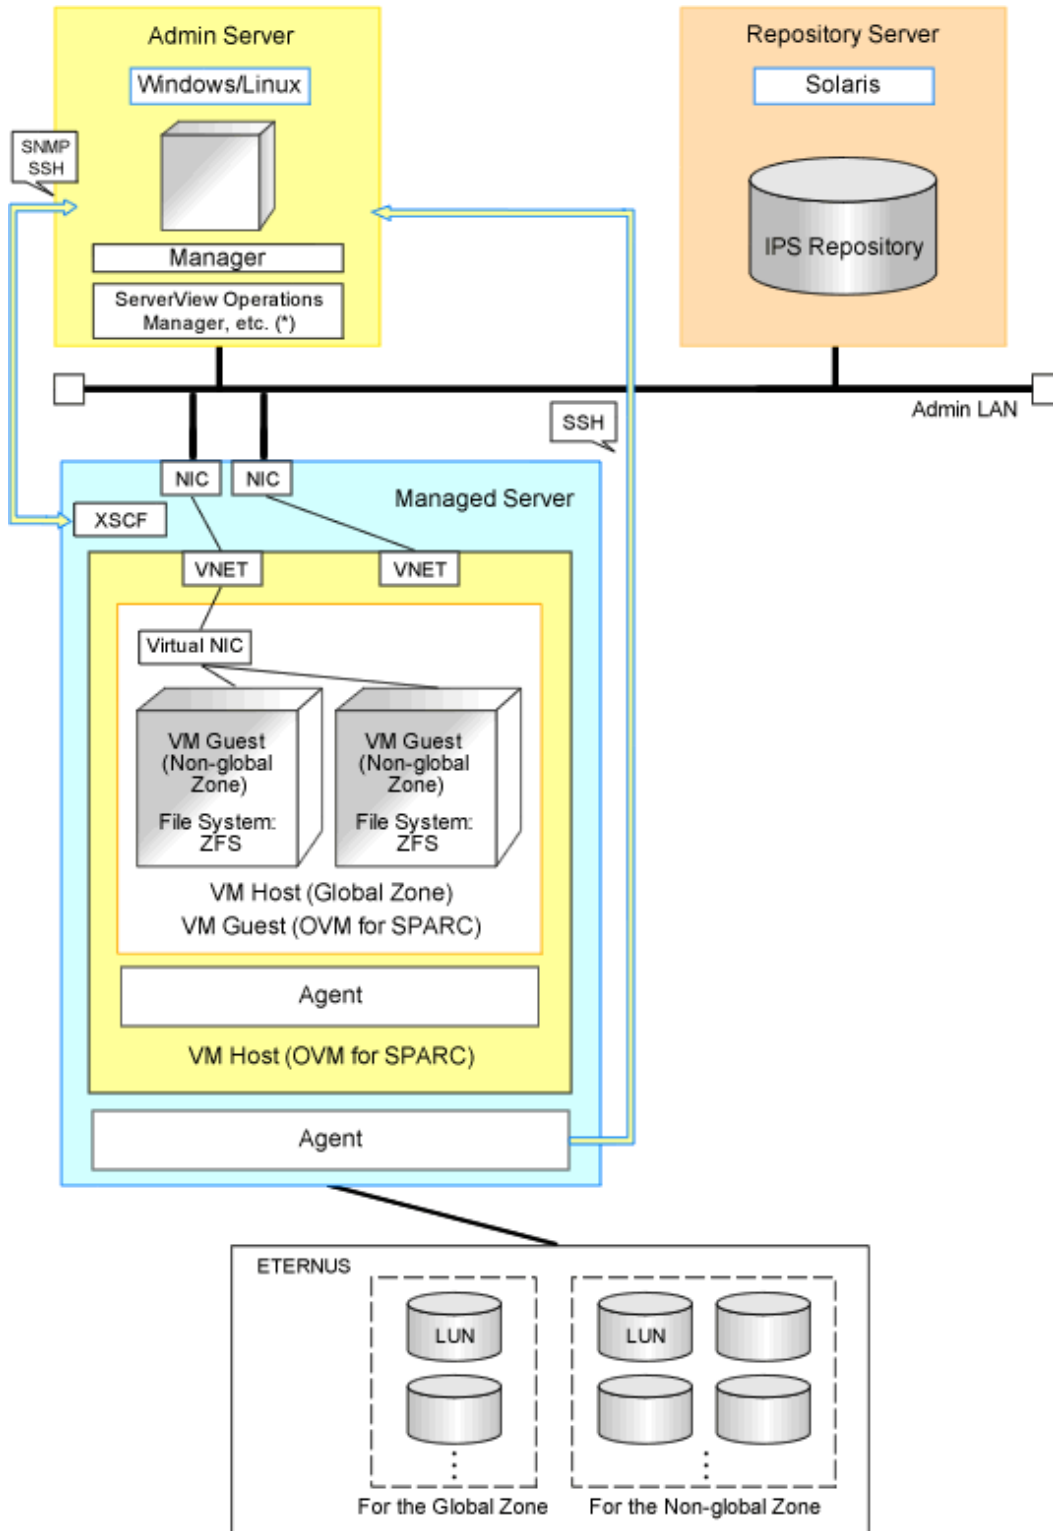 Admin Server
Windows/Linux
SNMP
SSH
Manager
ServerView Operations
Manager, etc. (*)
Repository Server
Solaris
IPS Repository
Admin LAN
SSH
NIC
NIC
Managed Server
XSCF
VNET
VNET
Virtual NIC
VM Guest
(Non-global
Zone)
File System:
ZFS
VM Guest
(Non-global
Zone)
File System:
ZFS
VM Host (Global Zone)
VM Guest (OVM for SPARC)
Agent
VM Host (OVM for SPARC)
Agent
ETERNUS
LUN
LUN
For the Global Zone
For the Non-global Zone